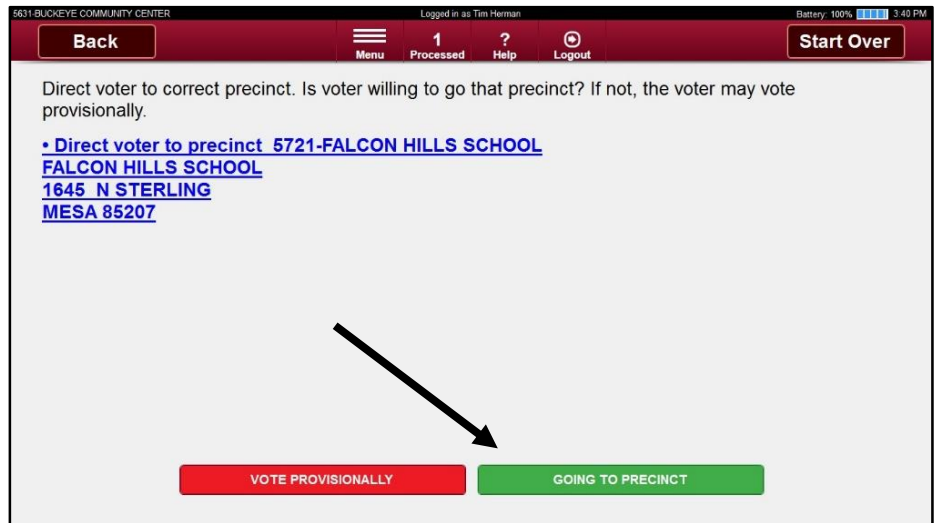 5631-BUCKEYE COMMUNITY CENTER Logged in as Tim Herman Battery: 100% 3:40 PM
Back Menu 1 Processed ? Help Logout Start Over
Direct voter to correct precinct. Is voter willing to go that precinct? If not, the voter may vote
provisionally.
• Direct voter to precinct 5721-FALCON HILLS SCHOOL
FALCON HILLS SCHOOL
1645 N STERLING
MESA 85207
VOTE PROVISIONALLY GOING TO PRECINCT